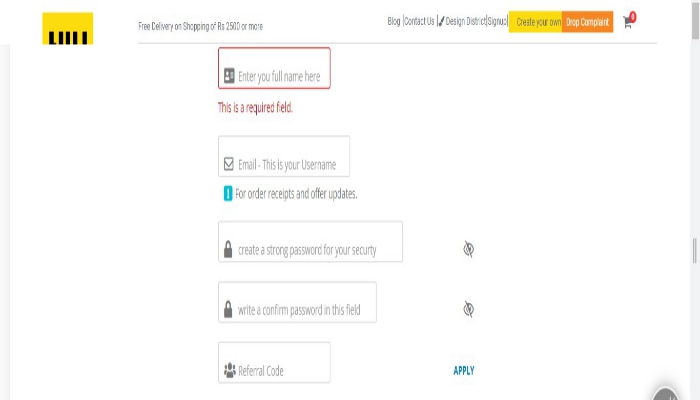 Free Delivery on Shopping of Rs 2500 or more
Blog |Contact Us | Design District|Signup| Create your own Drop Complaint 0
Enter you full name here
This is a required field.
Email - This is your Username
For order receipts and offer updates.
create a strong password for your securty
write a confirm password in this field
Referral Code APPLY